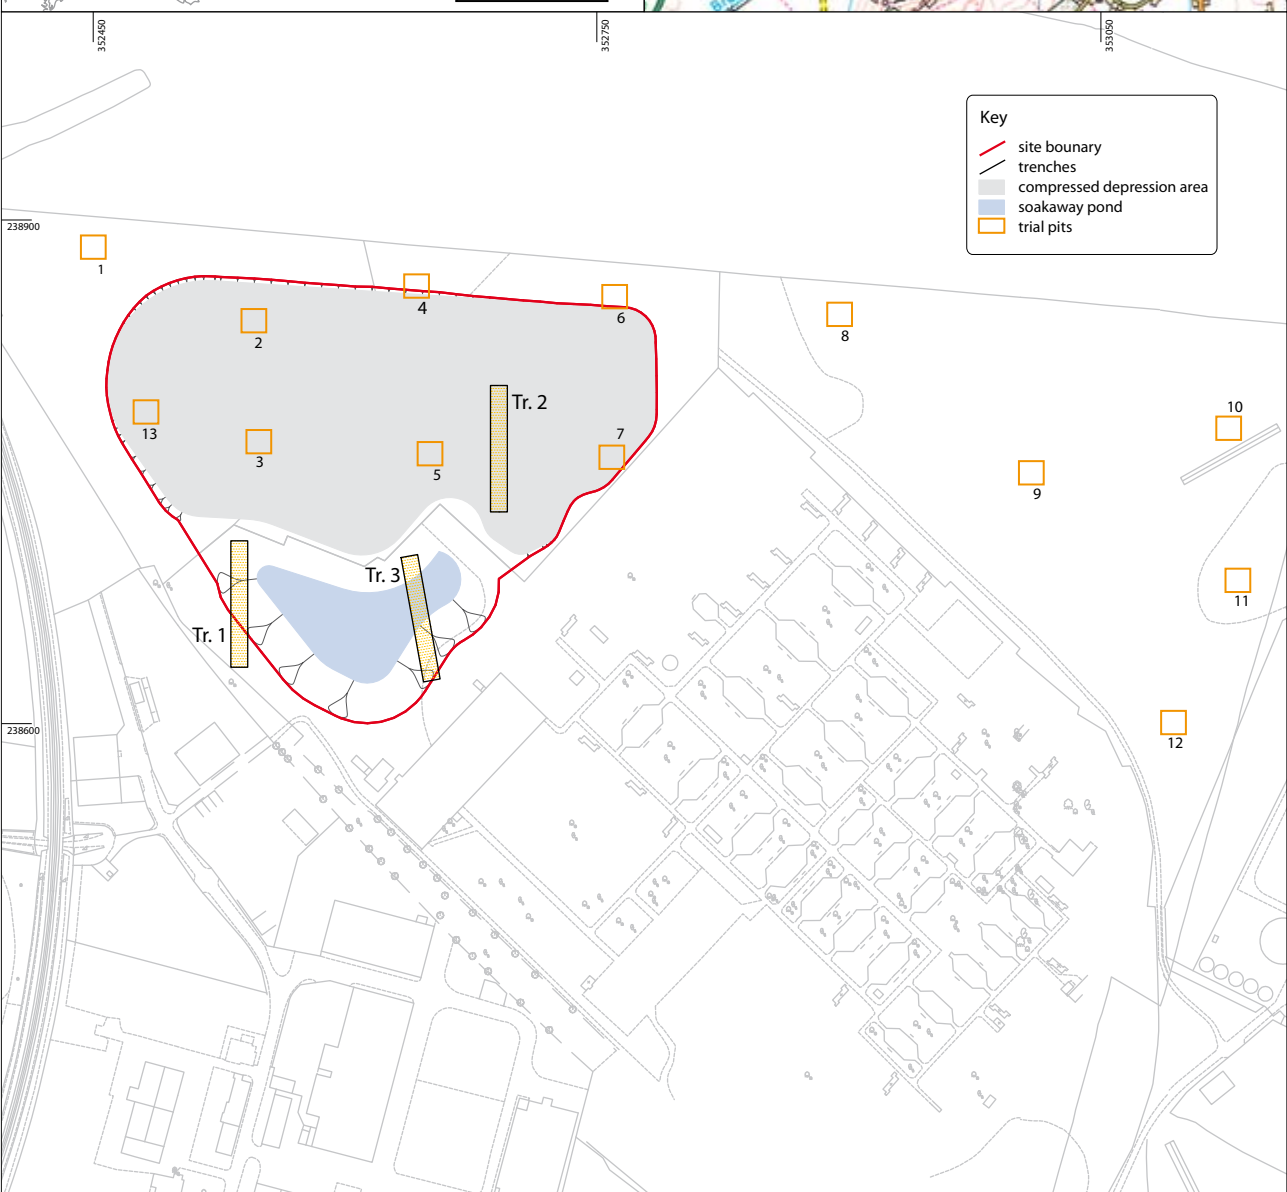 352450
352750
353050
Key
site bounary
trenches
compressed depression area
soakaway pond
trial pits
238900
1
4
6
2
8
Tr. 2
10
13
7
3
5
9
Tr. 3
11
Tr. 1
238600
12